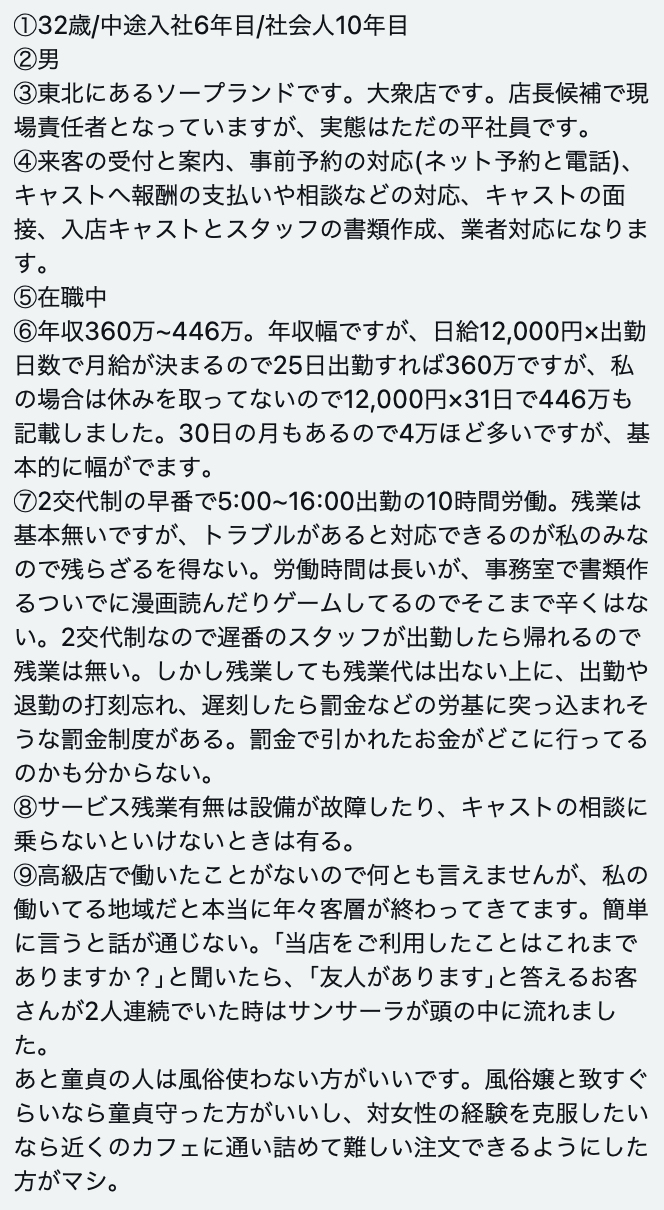 ①32歳/中途入社6年目/社会人10年目
②男
③東北にあるソープランドです。大衆店です。店長候補で現
場責任者となっていますが、実態はただの平社員です。
④来客の受付と案内、事前予約の対応(ネット予約と電話)、
キャストへ報酬の支払いや相談などの対応、キャストの面
接、入店キャストとスタッフの書類作成、業者対応になりま
す。
⑤在職中
⑥年収360万~446万。年収幅ですが、日給12,000円×出勤
日数で月給が決まるので25日出勤すれば360万ですが、私
の場合は休みを取ってないので12,000円×31日で446万も
記載しました。30日の月もあるので4万ほど多いですが、基
本的に幅がでます。
⑦2交代制の早番で5:00~16:00出勤の10時間労働。残業は
基本無いですが、トラブルがあると対応できるのが私のみな
ので残らざるを得ない。労働時間は長いが、事務室で書類作
るついでに漫画読んだりゲームしてるのでそこまで辛くはな
い。2交代制なので遅番のスタッフが出勤したら帰れるので
残業は無い。しかし残業しても残業代は出ない上に、出勤や
退勤の打刻忘れ、遅刻したら罰金などの労基に突っ込まれそ
うな罰金制度がある。罰金で引かれたお金がどこに行ってる
のかも分からない。
⑧サービス残業有無は設備が故障したり、キャストの相談に
乗らないといけないときは有る。
⑨高級店で働いたことがないので何とも言えませんが、私の
働いてる地域だと本当に年々客層が終わってきてます。簡単
に言うと話が通じない。「当店をご利用したことはこれまで
ありますか？」と聞いたら、「友人があります」と答えるお客
さんが2人連続でいた時はサンサーラが頭の中に流れまし
た。
あと童貞の人は風俗使わない方がいいです。風俗嬢と致すぐ
らいなら童貞守った方がいいし、対女性の経験を克服したい
なら近くのカフェに通い詰めて難しい注文できるようにした
方がマシ。